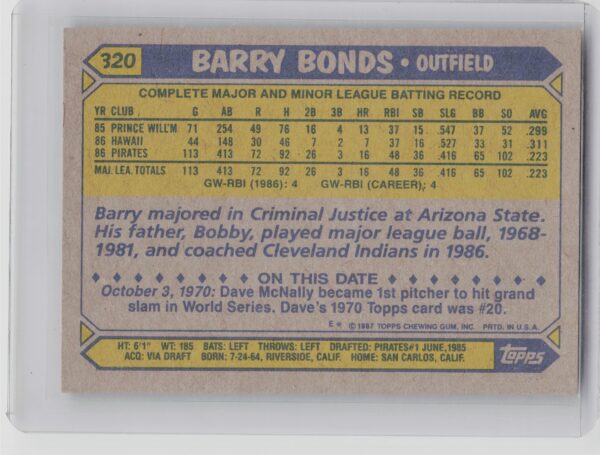 320 BARRY BONDS • OUTFIELD
COMPLETE MAJOR AND MINOR LEAGUE BATTING RECORD
YR CLUB G AB R H 2B 3B HR RBI SB SLG BB SO AVG
85 PRINCE WILL'M 71 254 49 76 16 4 13 37 15 .547 37 52 .299
86 HAWAII 44 148 30 46 7 2 7 37 16 .527 33 31 .311
86 PIRATES 113 413 72 92 26 3 16 48 36 .416 65 102 .223
MAJ. LEA. TOTALS 113 413 72 92 26 3 16 48 36 .416 65 102 .223
GW-RBI (1986): 4 GW-RBI (CAREER); 4
Barry majored in Criminal Justice at Arizona State.
His father, Bobby, played major league ball, 1968-
1981, and coached Cleveland Indians in 1986.
ON THIS DATE
October 3, 1970: Dave McNally became 1st pitcher to hit grand
slam in World Series. Dave's 1970 Topps card was #20.
E* © 1987 TOPPS CHEWING GUM, INC. PRTD. IN U.S.A.
HT: 6'1" WT: 185 BATS: LEFT THROWS: LEFT DRAFTED: PIRATES #1 JUNE, 1985
ACQ: VIA DRAFT BORN: 7-24-64, RIVERSIDE, CALIF. HOME: SAN CARLOS, CALIF.
Topps